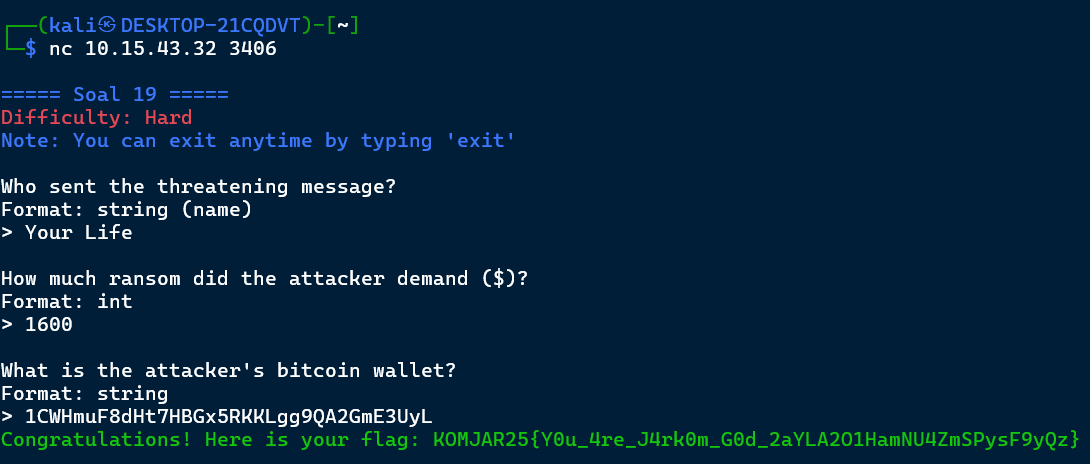 ┌──(kali㉿DESKTOP-21CQDVT)-[~]
└─$ nc 10.15.43.32 3406
===== Soal 19 =====
Difficulty: Hard
Note: You can exit anytime by typing 'exit'
Who sent the threatening message?
Format: string (name)
> Your Life
How much ransom did the attacker demand ($)?
Format: int
> 1600
What is the attacker's bitcoin wallet?
Format: string
> 1CWHmuF8dHt7HBGx5RKKLgg9QA2GmE3UyL
Congratulations! Here is your flag: KOMJAR25{Y0u_4re_J4rk0m_G0d_2aYLA2O1HamNU4ZmSPysF9yQz}